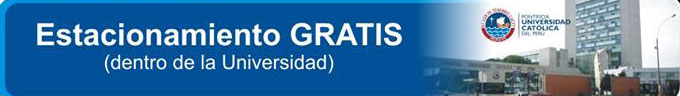 Estacionamiento GRATIS
(dentro de la Universidad)
PONTIFICIA
UNIVERSIDAD
CATÓLICA
DEL PERÚ